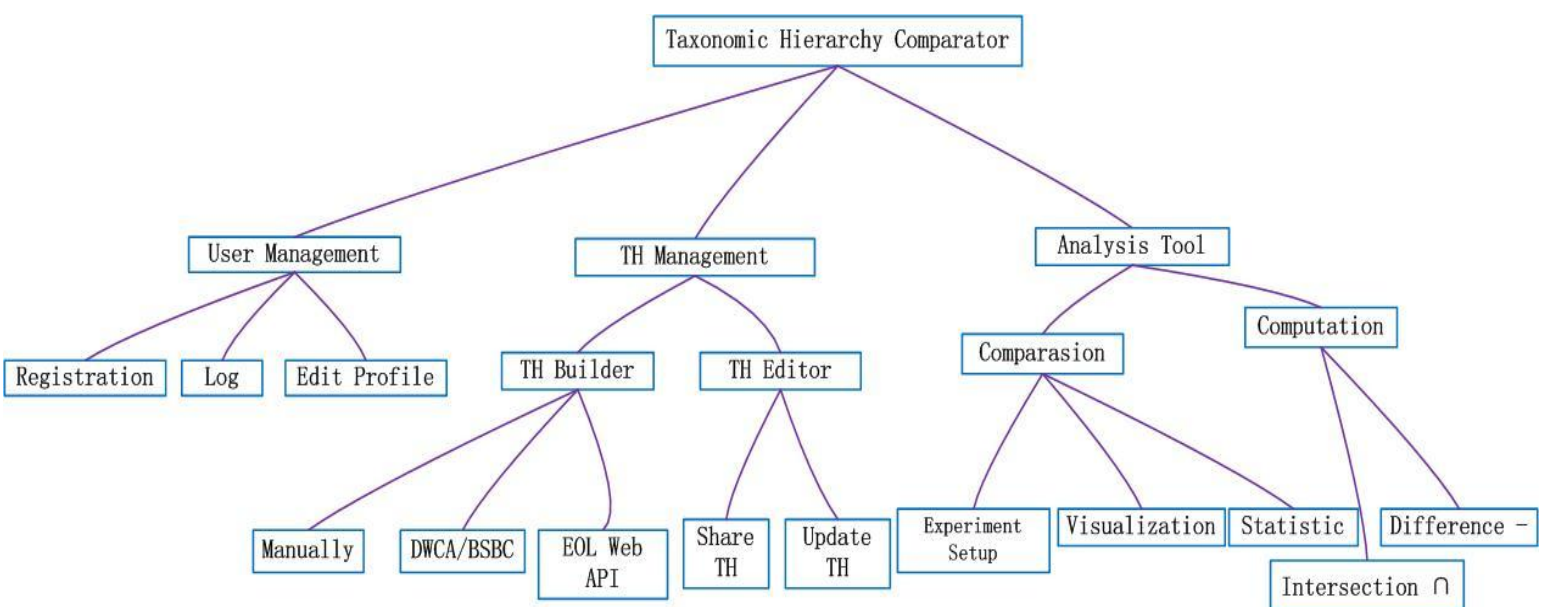 Taxonomic Hierarchy Comparator
User Management
TH Management
Analysis Tool
Registration
Log
Edit Profile
TH Builder
TH Editor
Comparasion
Computation
Manually
DWCA/BSBC
EOL Web
API
Share
TH
Update
TH
Experiment
Setup
Visualization
Statistic
Difference −
Intersection ∩